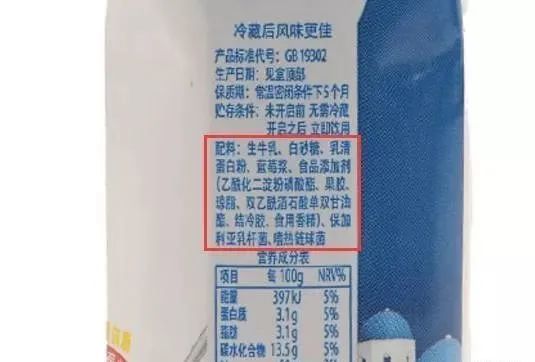 冷藏后风味更佳
产品标准代号：GB 19302
生产日期：见盒顶部
保质期：常温密闭条件下5个月
贮存条件：未开启前 无需冷藏
开启之后 立即饮用
配料：生牛乳、白砂糖、乳清
蛋白粉、蓝莓浆、食品添加剂
(乙酰化二淀粉磷酸酯、果胶、
琼脂、双乙酰酒石酸单双甘油
酯、结冷胶、食用香精)、保加
利亚乳杆菌、嗜热链球菌
营养成分表
项目 每 100g NRV%
能量 397kJ 5%
蛋白质 3.1g 5%
脂肪 3.1g 5%
碳水化合物 13.5g 5%